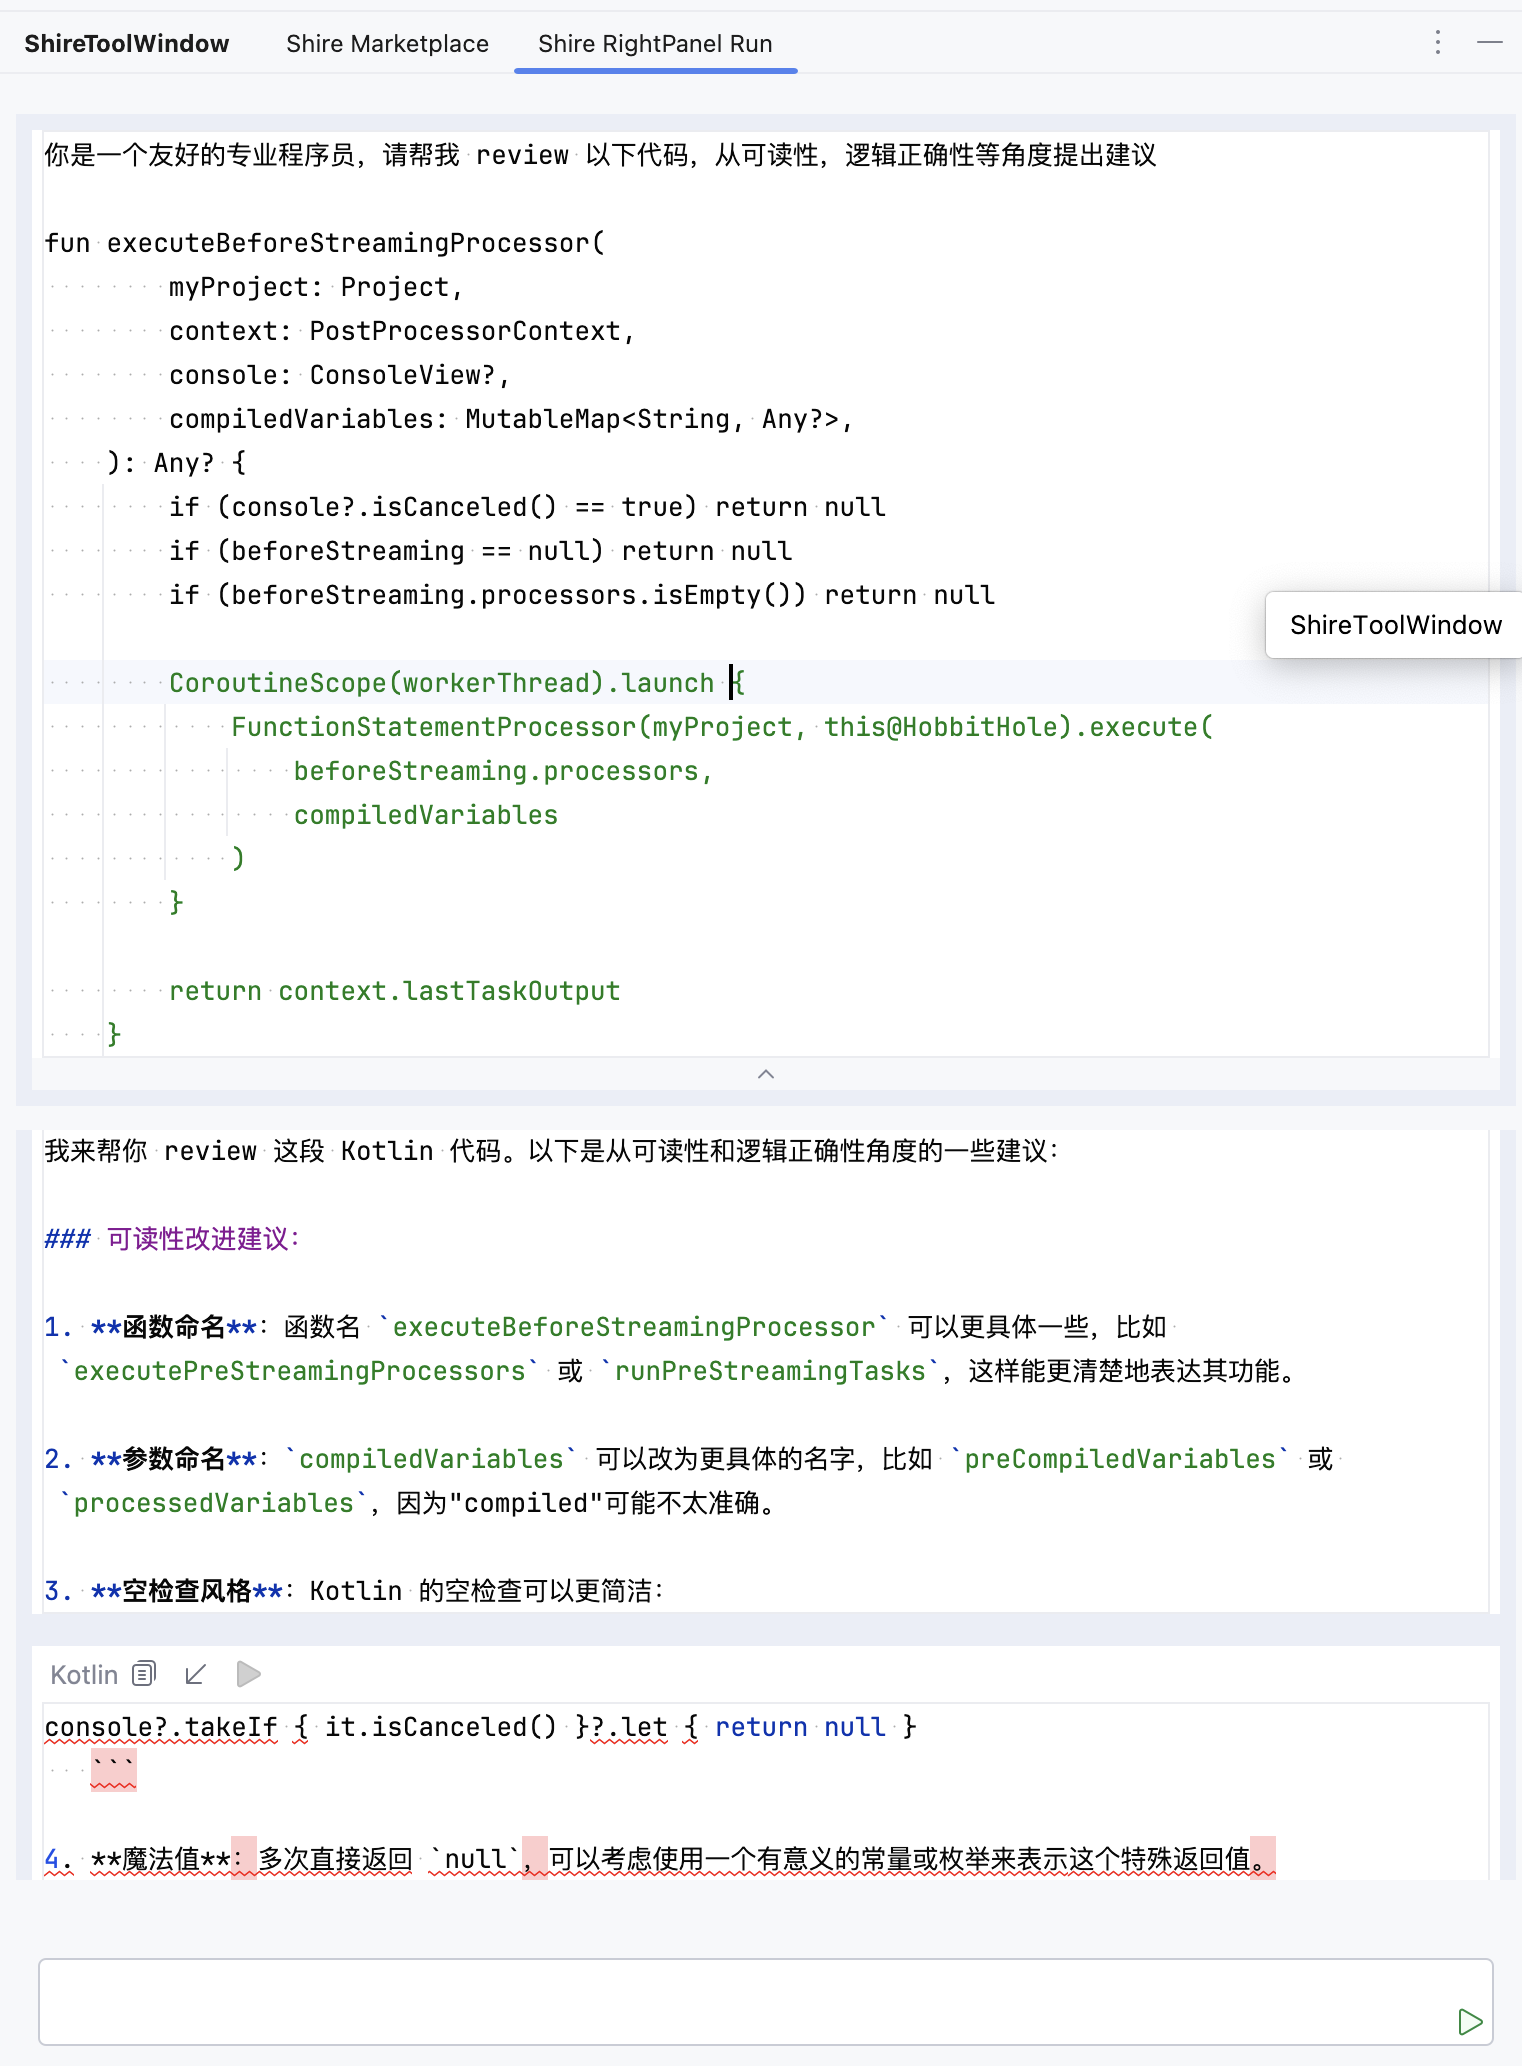 ShireToolWindow Shire Marketplace Shire RightPanel Run
你是一个友好的专业程序员，请帮我 review 以下代码，从可读性，逻辑正确性等角度提出建议
fun executeBeforeStreamingProcessor(
        myProject: Project,
        context: PostProcessorContext,
        console: ConsoleView?,
        compiledVariables: MutableMap<String, Any?>,
    ): Any? {
        if (console?.isCanceled() == true) return null
        if (beforeStreaming == null) return null
        if (beforeStreaming.processors.isEmpty()) return null
ShireToolWindow
        CoroutineScope(workerThread).launch {
            FunctionStatementProcessor(myProject, this@HobbitHole).execute(
                beforeStreaming.processors,
                compiledVariables
            )
        }
        return context.lastTaskOutput
    }
我来帮你 review 这段 Kotlin 代码。以下是从可读性和逻辑正确性角度的一些建议：
### 可读性改进建议：
1. **函数命名**：函数名 `executeBeforeStreamingProcessor` 可以更具体一些，比如
`executePreStreamingProcessors` 或 `runPreStreamingTasks`，这样能更清楚地表达其功能。
2. **参数命名**：`compiledVariables` 可以改为更具体的名字，比如 `preCompiledVariables` 或
`processedVariables`，因为"compiled"可能不太准确。
3. **空检查风格**：Kotlin 的空检查可以更简洁：
Kotlin
console?.takeIf { it.isCanceled() }?.let { return null }
   ```
4. **魔法值**：多次直接返回 `null`，可以考虑使用一个有意义的常量或枚举来表示这个特殊返回值。